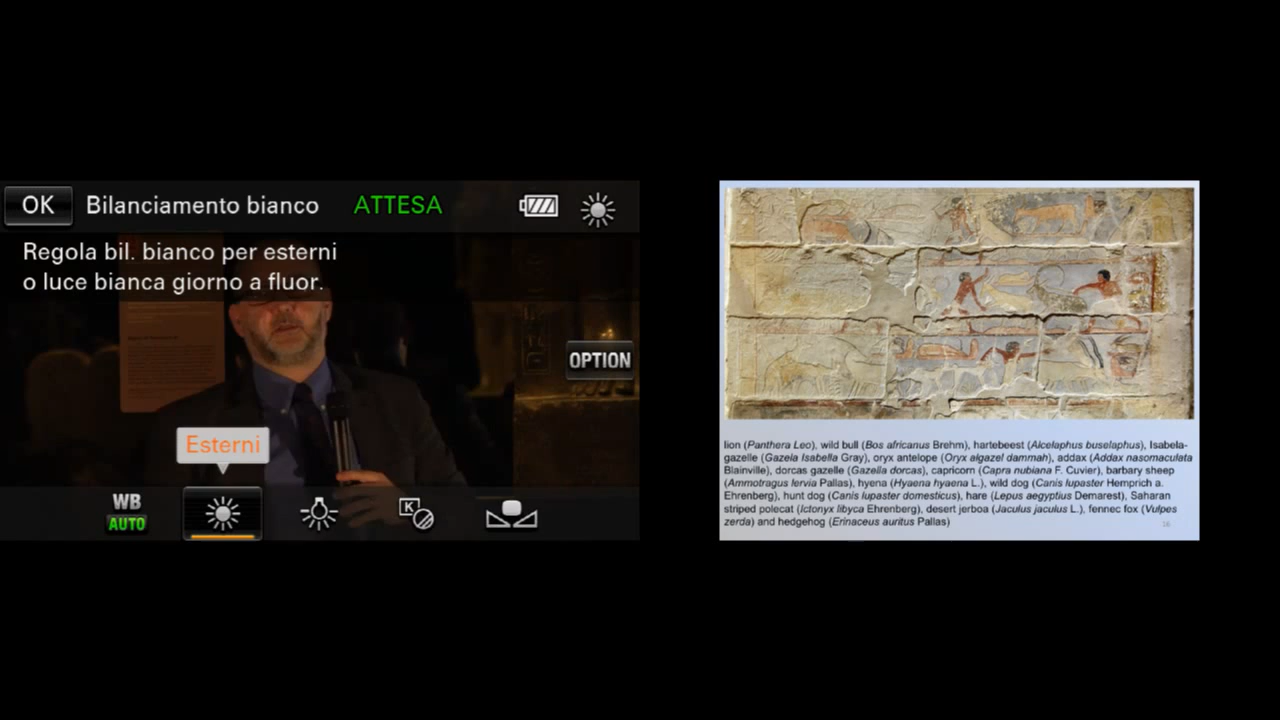 OK
Bilanciamento bianco
ATTESA
Regola bil. bianco per esterni
o luce bianca giorno a fluor.
OPTION
Esterni
WB
AUTO
K
lion (Panthera Leo), wild bull (Bos africanus Brehm), hartebeest (Alcelaphus buselaphus), Isabela-
gazelle (Gazela Isabella Gray), oryx antelope (Oryx algazel dammah), addax (Addax nasomaculata
Blainville), dorcas gazelle (Gazella dorcas), capricorn (Capra nubiana F. Cuvier), barbary sheep
(Ammotragus lervia Pallas), hyena (Hyaena hyaena L.), wild dog (Canis lupaster Hemprich a.
Ehrenberg), hunt dog (Canis lupaster domesticus), hare (Lepus aegyptius Demarest), Saharan
striped polecat (Ictonyx libyca Ehrenberg), desert jerboa (Jaculus jaculus L.), fennec fox (Vulpes
zerda) and hedgehog (Erinaceus auritus Pallas)
16